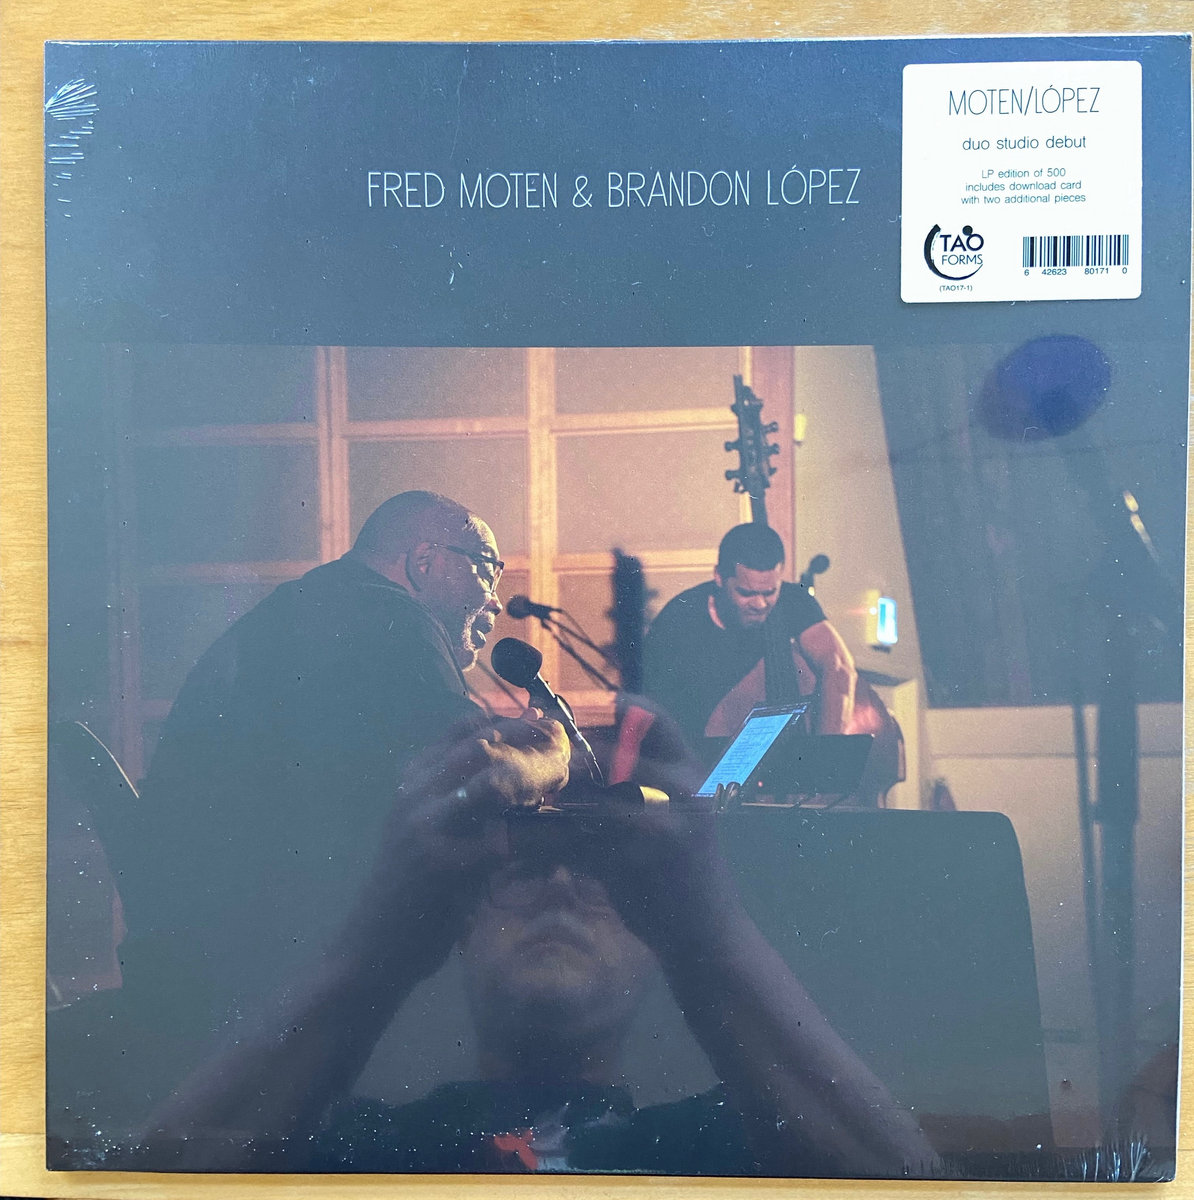 MOTEN/LÓPEZ
duo studio debut
LP edition of 500
includes download card
with two additional pieces
TAO
FORMS
(TAO17-1)
6 42623 80171 0
FRED MOTEN & BRANDON LÓPEZ